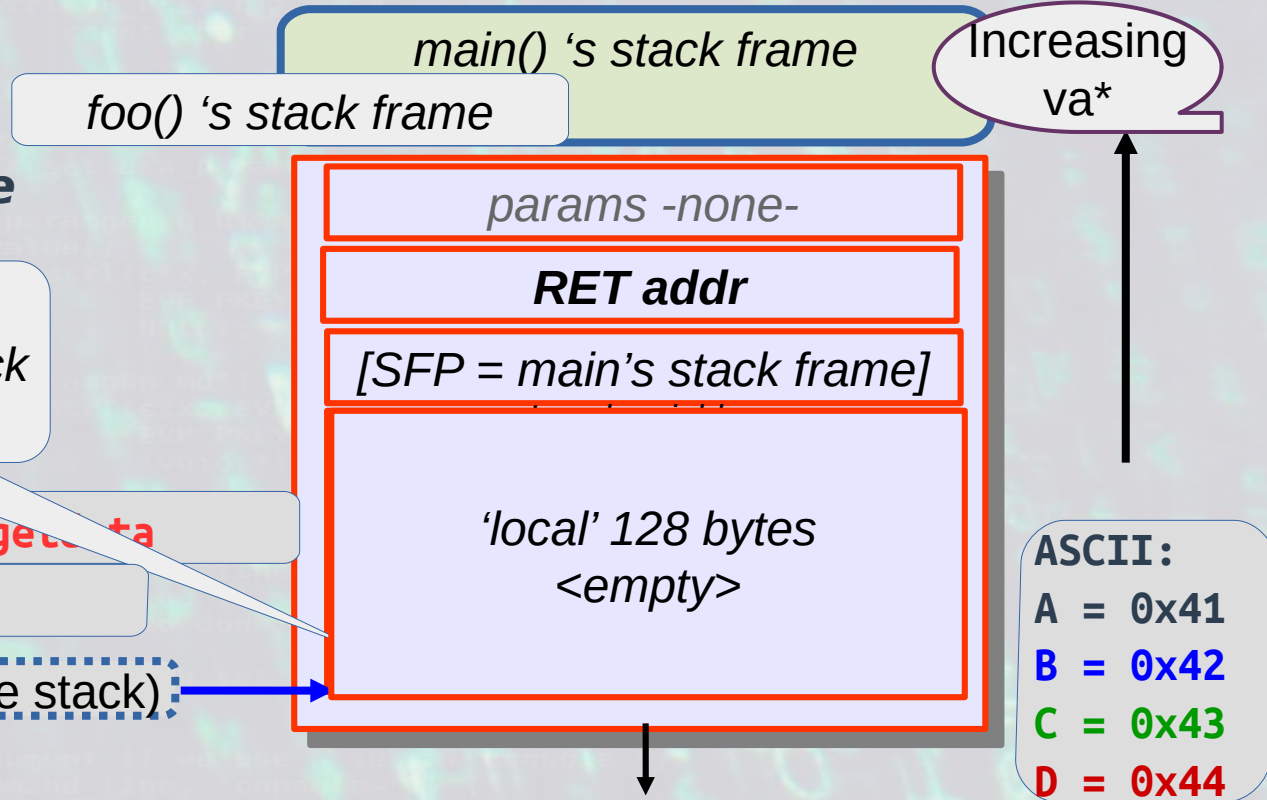 main() ‘s stack frame
Increasing
va*
foo() ‘s stack frame
params -none-
RET addr
[SFP = main’s stack frame]
‘local’ 128 bytes
<empty>
e stack)
ASCII:
A = 0x41
B = 0x42
C = 0x43
D = 0x44